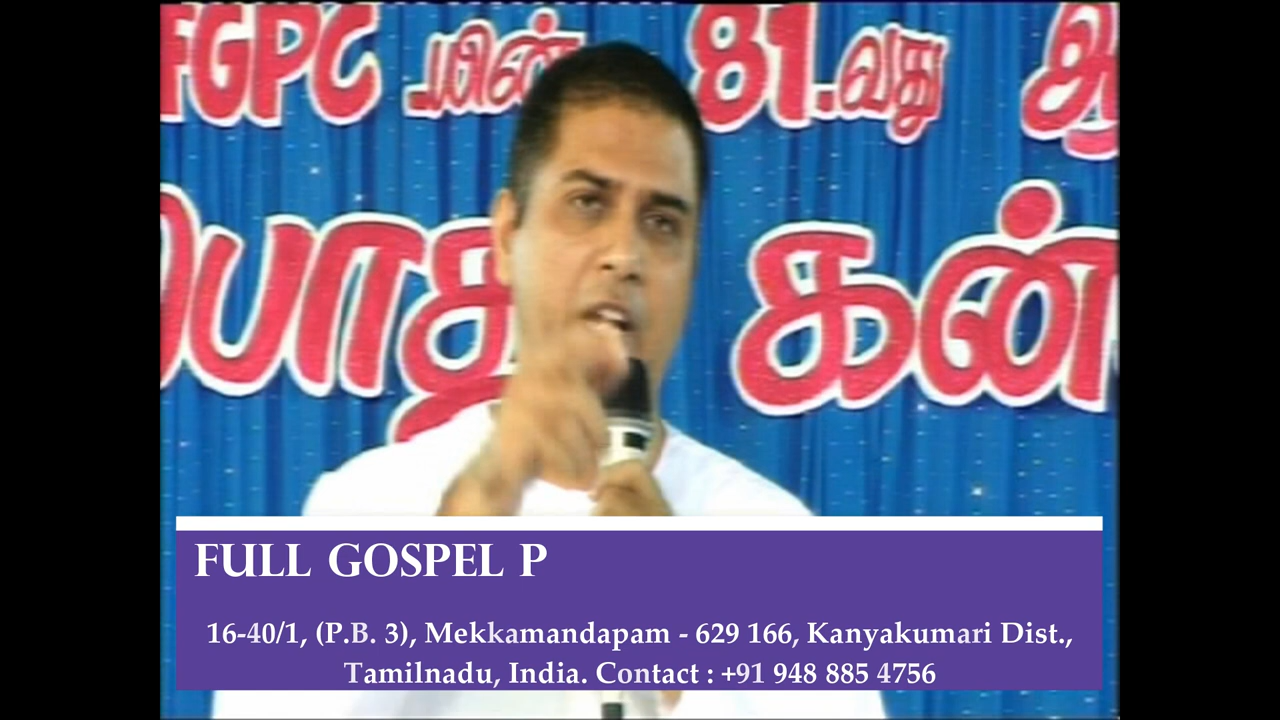 FGPC யின் 81.வது ஆ
பொது கன்
FULL GOSPEL P
16-40/1, (P.B. 3), Mekkamandapam - 629 166, Kanyakumari Dist.,
Tamilnadu, India. Contact : +91 948 885 4756